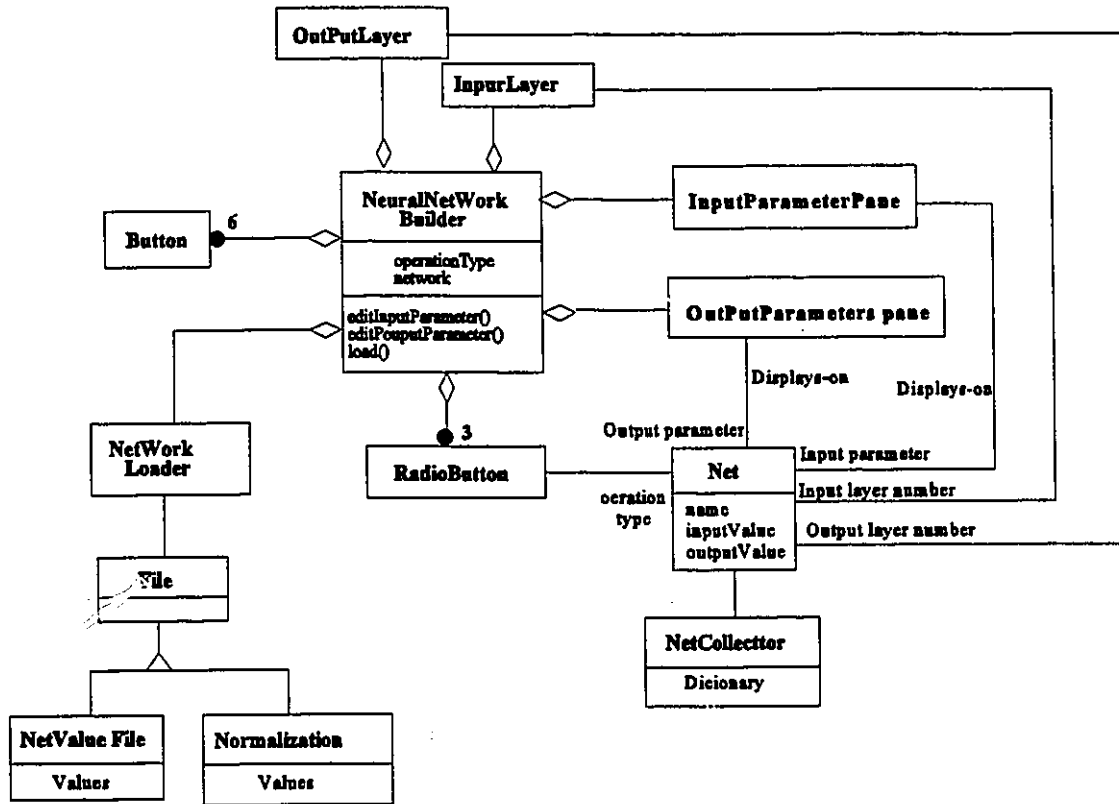 OutPutLayer
InpurLayer
NeuralNetWork
Builder
operationType
network
editInputParameter()
editPouputParameter()
load()
InputParameterPane
6
Button
OutPutParameters pane
Displays-on
Displays-on
NetWork
Loader
3
RadioButton
Output parameter
Net
name
inputValue
outputValue
Input parameter
Input layer number
oeration
type
Output layer number
File
NetCollecttor
Dicionary
NetValue File
Values
Normalization
Values